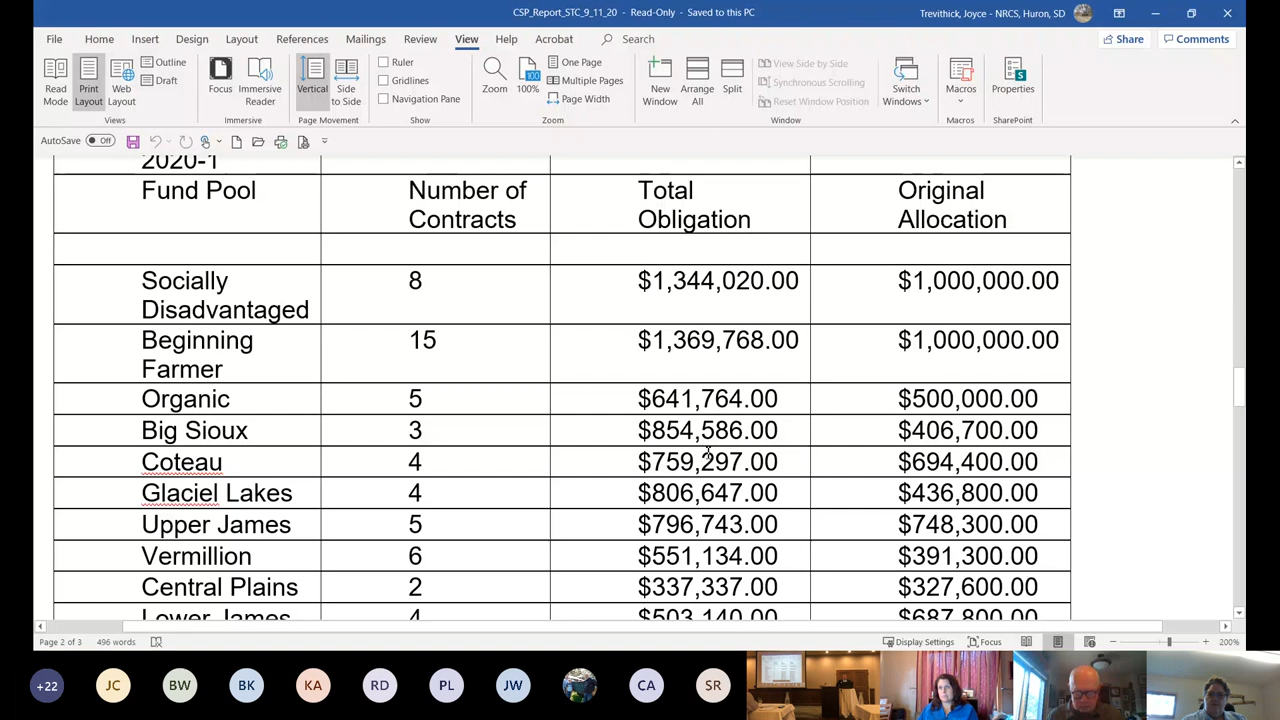 CSP_Report_STC_9_11_20 - Read-Only - Saved to this PC
Trevithick, Joyce - NRCS, Huron, SD
File Home Insert Design Layout References Mailings Review View Help Acrobat Search Share Comments
Read Mode
Print Layout
Web Layout
Outline
Draft
Views
Focus
Immersive Reader
Immersive
Vertical
Side to Side
Page Movement
Ruler
Gridlines
Navigation Pane
Show
Zoom
100
100%
One Page
Multiple Pages
Page Width
Zoom
New Window
Arrange All
Split
View Side by Side
Synchronous Scrolling
Reset Window Position
Window
Switch Windows
Macros
Macros
Properties
SharePoint
AutoSave Off
2020-1
Fund Pool Number of Contracts Total Obligation Original Allocation
Socially Disadvantaged 8 $1,344,020.00 $1,000,000.00
Beginning Farmer 15 $1,369,768.00 $1,000,000.00
Organic 5 $641,764.00 $500,000.00
Big Sioux 3 $854,586.00 $406,700.00
Coteau 4 $759,297.00 $694,400.00
Glaciel Lakes 4 $806,647.00 $436,800.00
Upper James 5 $796,743.00 $748,300.00
Vermillion 6 $551,134.00 $391,300.00
Central Plains 2 $337,337.00 $327,600.00
Lower James 4 $503,140.00 $687,800.00
Page 2 of 3 496 words Display Settings Focus 200%
+22 JC BW BK KA RD PL JW CA SR